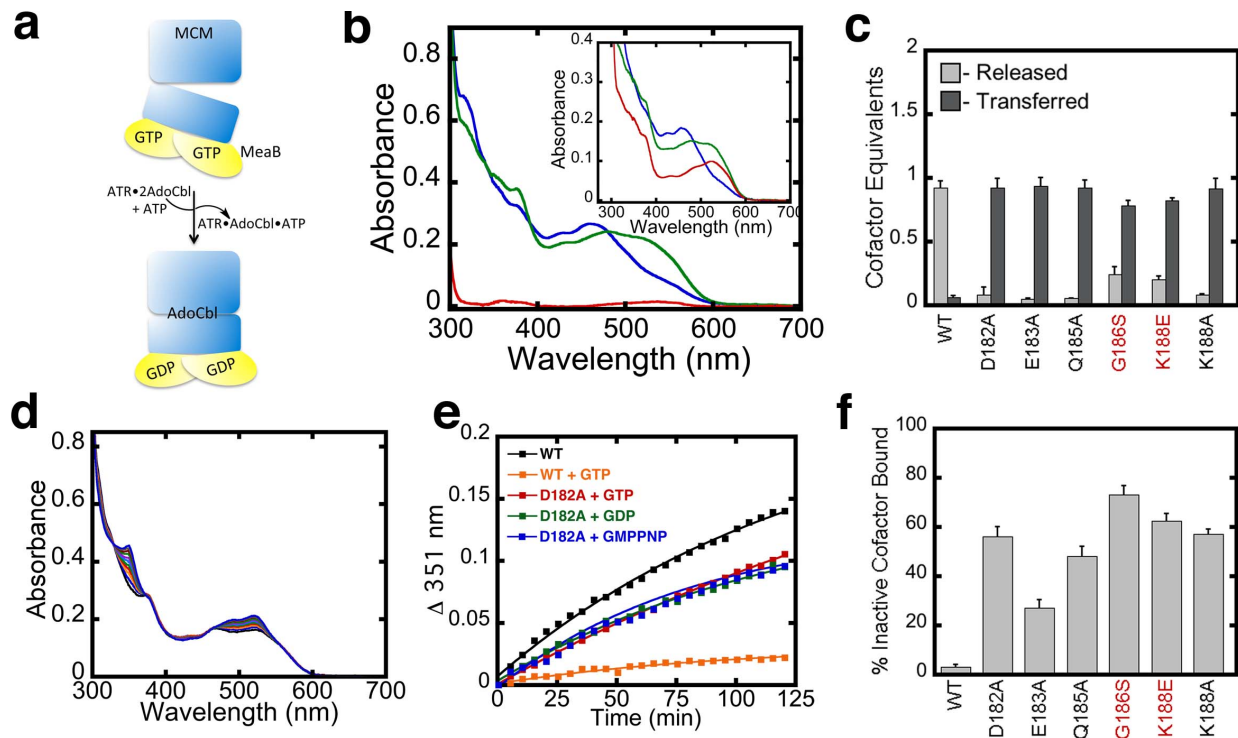 a
MCM
GTP
GTP
MeaB
ATR•2AdoCbl
+ ATP
ATR•AdoCbl•ATP
AdoCbl
GDP
GDP
b
Absorbance
0.8
0.6
0.4
0.2
0
300 400 500 600 700
Wavelength (nm)
Absorbance
0.4
0.3
0.2
0.1
0
300 400 500 600 700
Wavelength (nm)
c
Cofactor Equivalents
2
1.5
1
0.5
0
- Released
- Transferred
WT
D182A
E183A
Q185A
G186S
K188E
K188A
d
Absorbance
0.8
0.6
0.4
0.2
0
300 400 500 600 700
Wavelength (nm)
e
Δ 351 nm
0.2
0.15
0.1
0.05
0
WT
WT + GTP
D182A + GTP
D182A + GDP
D182A + GMPPNP
0 25 50 75 100 125
Time (min)
f
% Inactive Cofactor Bound
100
80
60
40
20
0
WT
D182A
E183A
Q185A
G186S
K188E
K188A